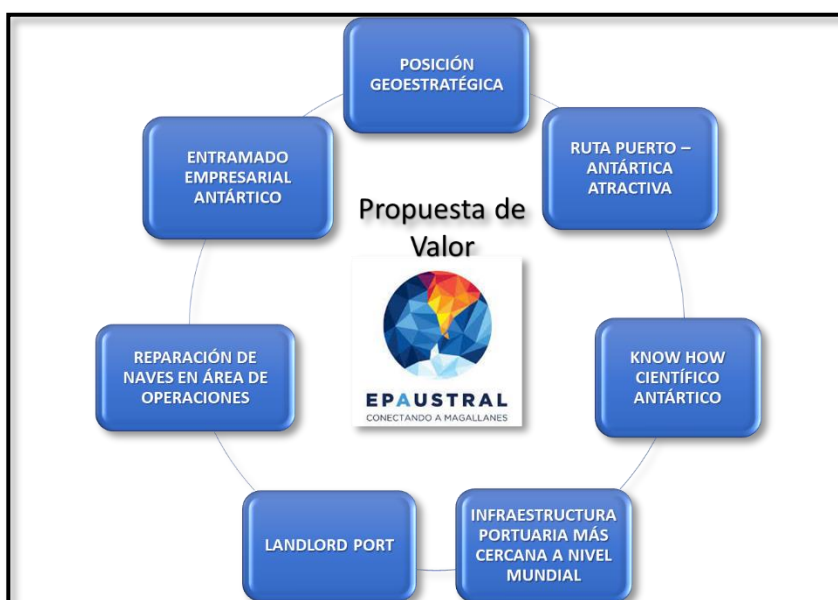 POSICIÓN
GEOESTRATÉGICA
RUTA PUERTO –
ANTÁRTICA
ATRACTIVA
KNOW HOW
CIENTÍFICO
ANTÁRTICO
INFRAESTRUCTURA
PORTUARIA MÁS
CERCANA A NIVEL
MUNDIAL
LANDLORD PORT
REPARACIÓN DE
NAVES EN ÁREA DE
OPERACIONES
ENTRAMADO
EMPRESARIAL
ANTÁRTICO
Propuesta de
Valor
EPAUSTRAL
CONECTANDO A MAGALLANES